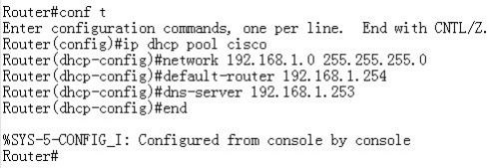 Router#conf t
Enter configuration commands, one per line.  End with CNTL/Z.
Router(config)#ip dhcp pool cisco
Router(dhcp-config)#network 192.168.1.0 255.255.255.0
Router(dhcp-config)#default-router 192.168.1.254
Router(dhcp-config)#dns-server 192.168.1.253
Router(dhcp-config)#end
%SYS-5-CONFIG_I: Configured from console by console
Router#